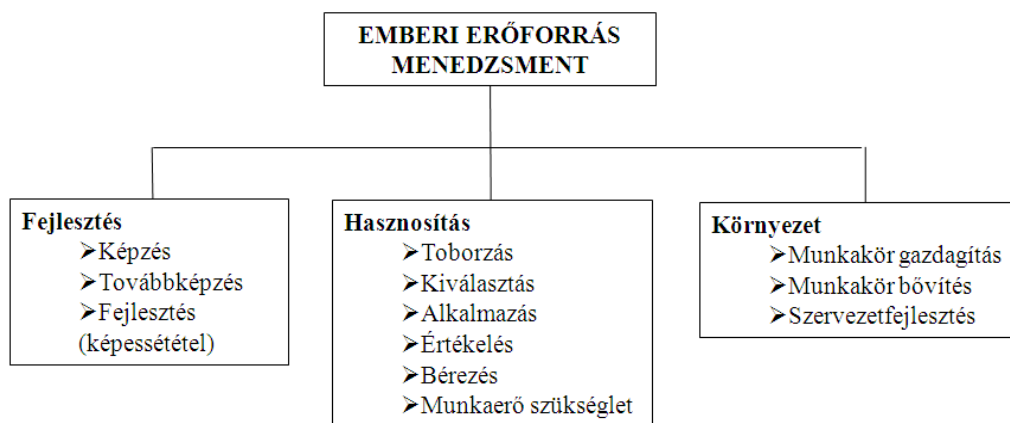 EMBERI ERŐFORRÁS
MENEDZSMENT
Fejlesztés
➤Képzés
➤Továbbképzés
➤Fejlesztés
(képessététel)
Hasznosítás
➤Toborzás
➤Kiválasztás
➤Alkalmazás
➤Értékelés
➤Bérezés
➤Munkaerő szükséglet
Környezet
➤Munkakör gazdagítás
➤Munkakör bővítés
➤Szervezetfejlesztés